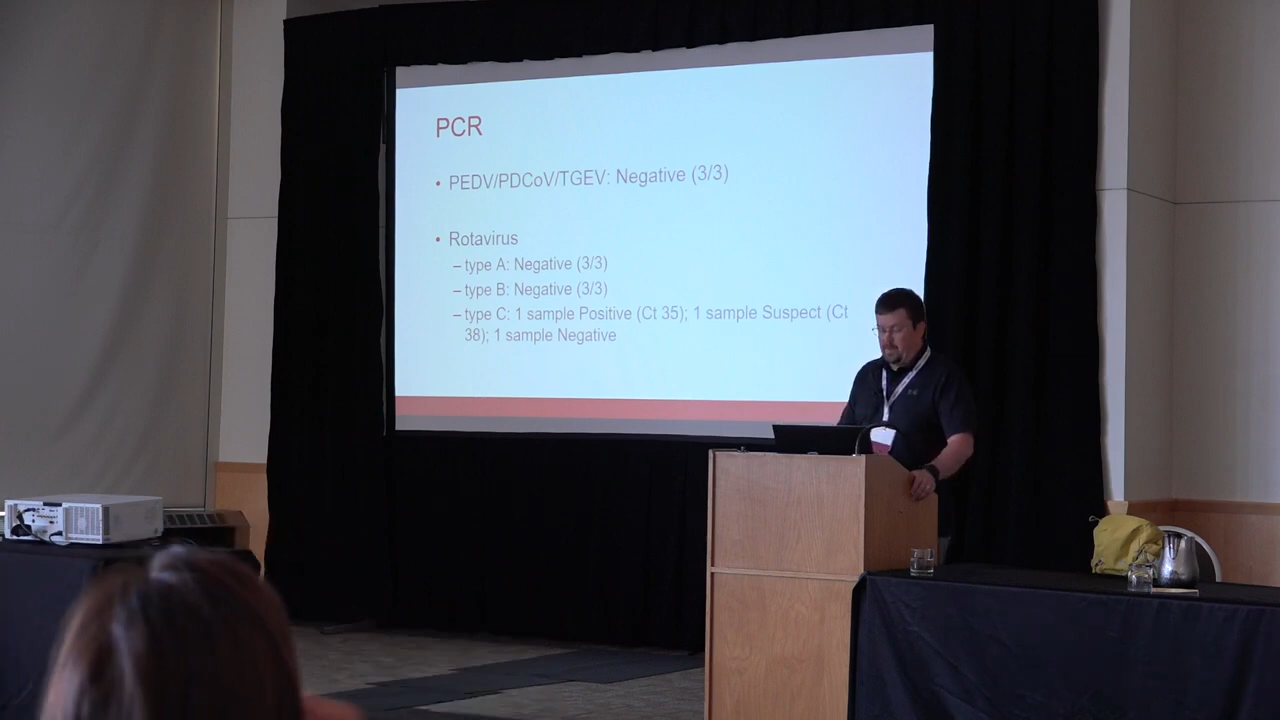 PCR
• PEDV/PDCoV/TGEV: Negative (3/3)
• Rotavirus
– type A: Negative (3/3)
– type B: Negative (3/3)
– type C: 1 sample Positive (Ct 35); 1 sample Suspect (Ct
38); 1 sample Negative